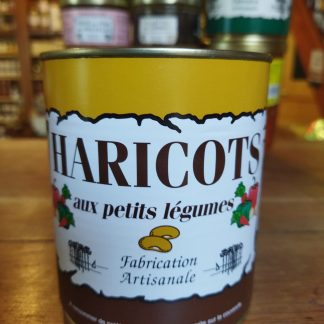 HARICOTS
aux petits légumes
Fabrication
Artisanale